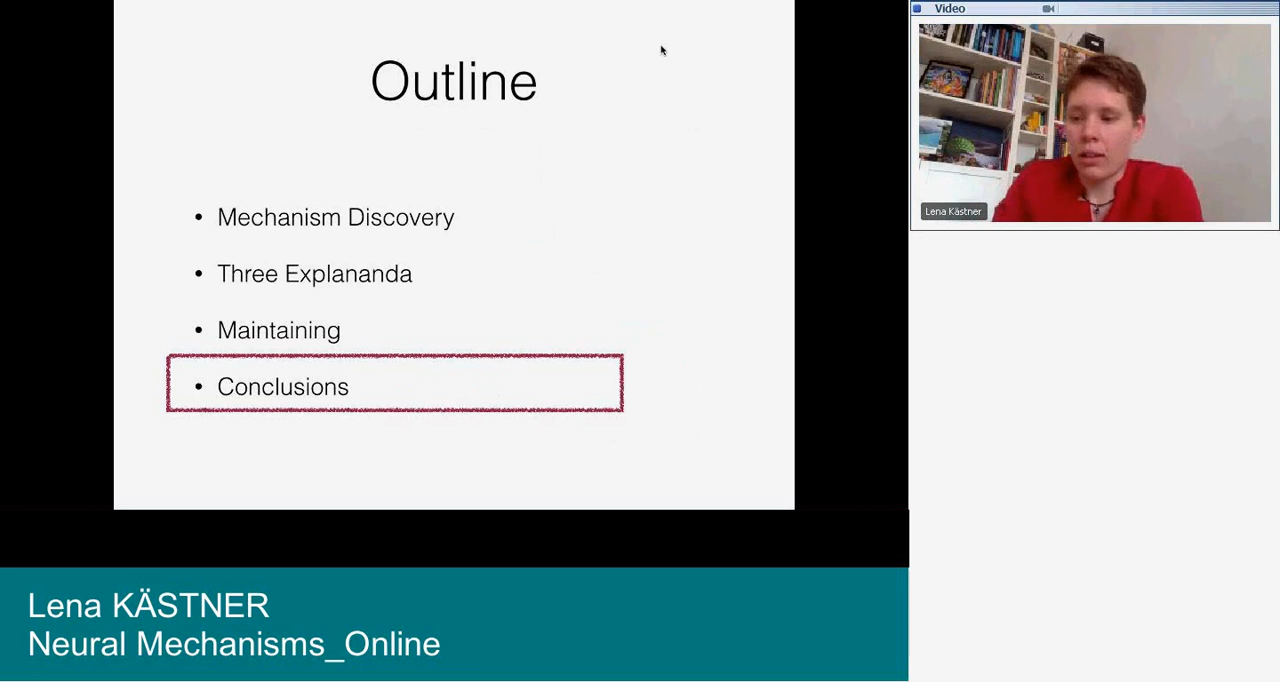 Outline
• Mechanism Discovery
• Three Explananda
• Maintaining
• Conclusions
Video
Lena Kästner
Lena KÄSTNER
Neural Mechanisms_Online